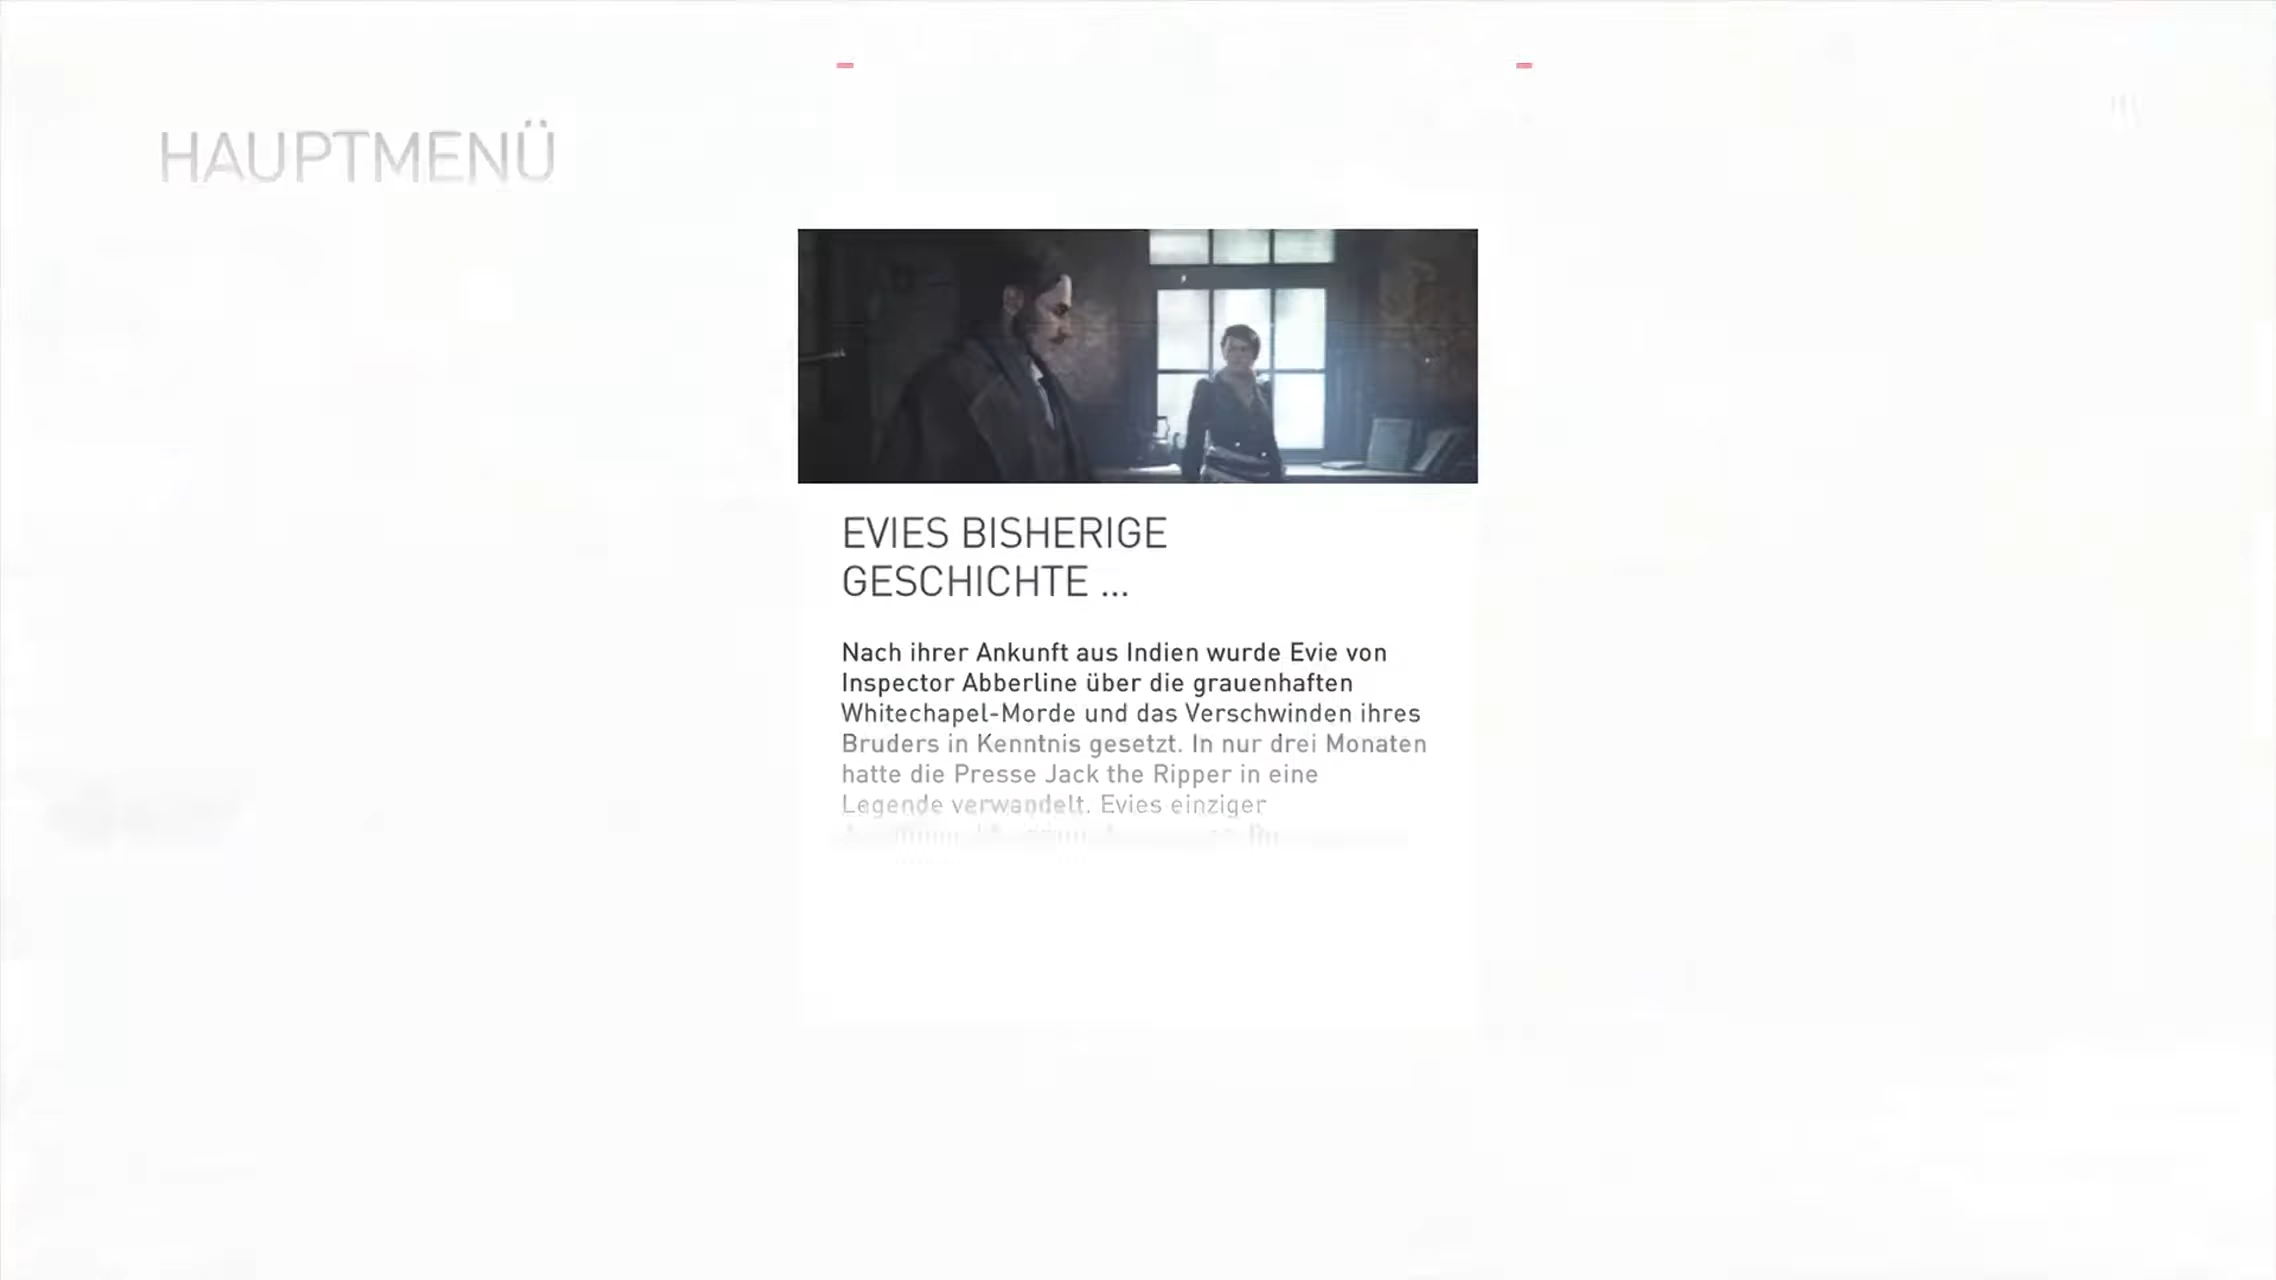 HAUPTMENÜ
EVIES BISHERIGE
GESCHICHTE ...
Nach ihrer Ankunft aus Indien wurde Evie von
Inspector Abberline über die grauenhaften
Whitechapel-Morde und das Verschwinden ihres
Bruders in Kenntnis gesetzt. In nur drei Monaten
hatte die Presse Jack the Ripper in eine
Legende verwandelt. Evies einziger